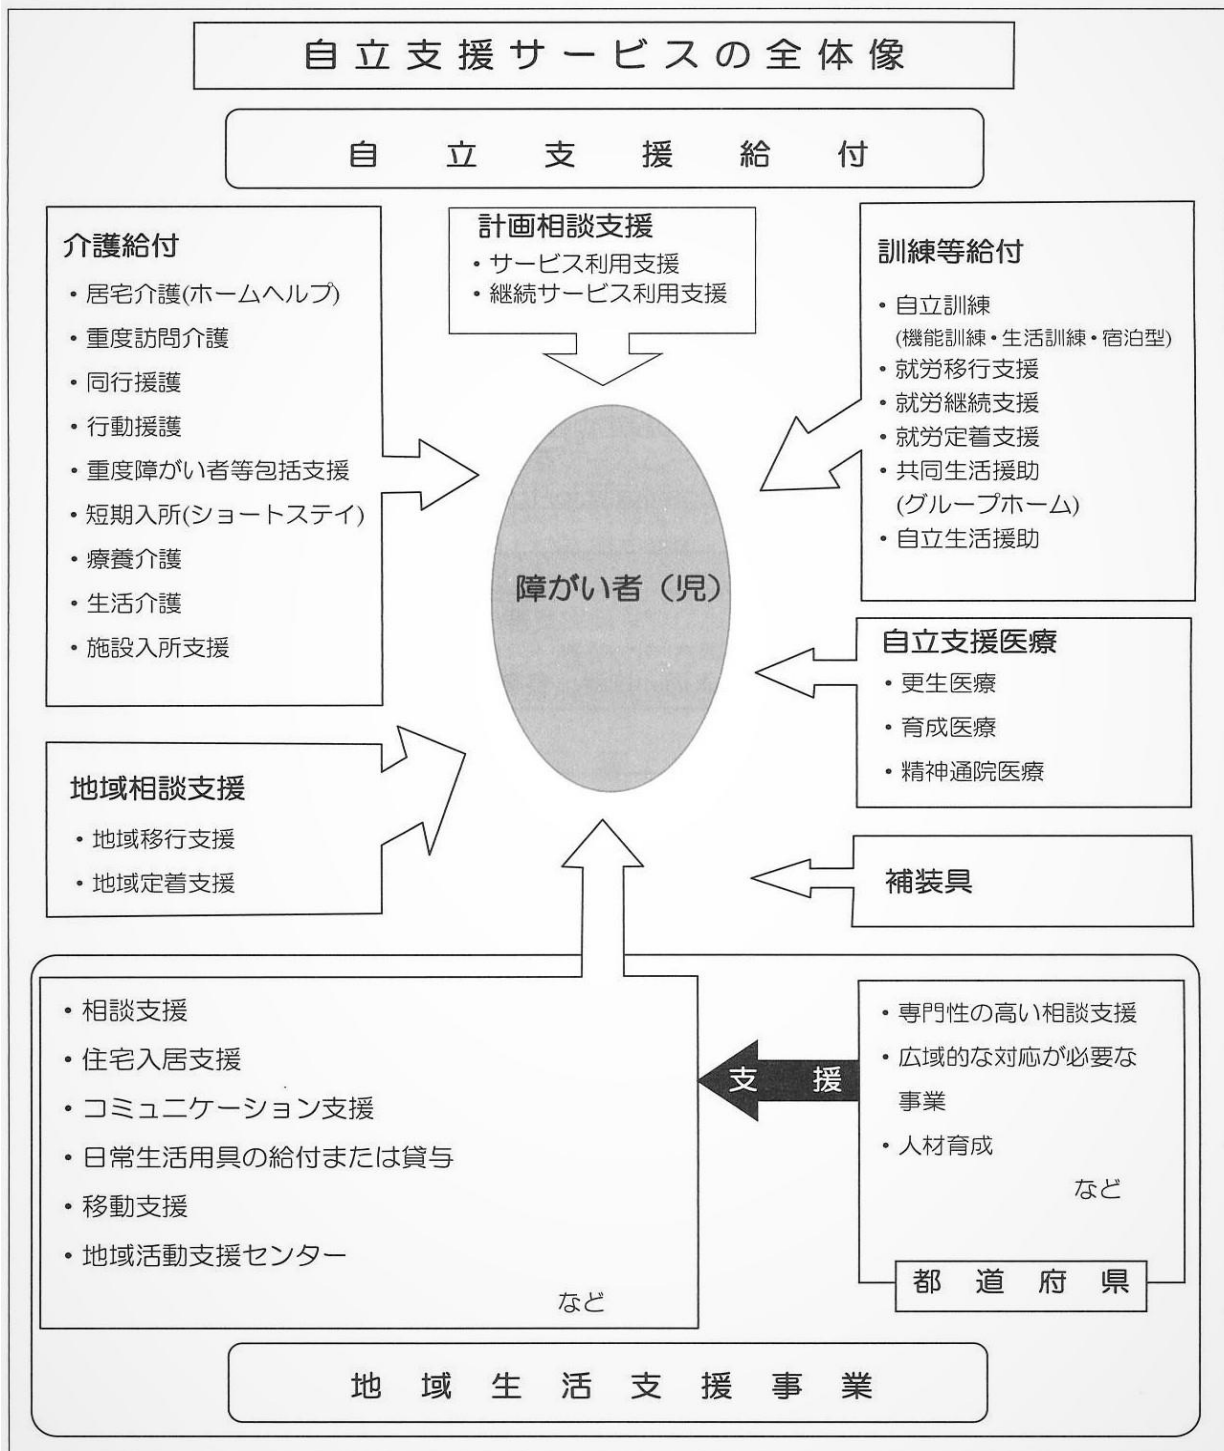 自立支援サービスの全体像
自立支援給付
介護給付
・居宅介護(ホームヘルプ)
・重度訪問介護
・同行援護
・行動援護
・重度障がい者等包括支援
・短期入所(ショートステイ)
・療養介護
・生活介護
・施設入所支援
計画相談支援
・サービス利用支援
・継続サービス利用支援
訓練等給付
・自立訓練
(機能訓練・生活訓練・宿泊型)
・就労移行支援
・就労継続支援
・就労定着支援
・共同生活援助
(グループホーム)
・自立生活援助
障がい者(児)
自立支援医療
・更生医療
・育成医療
・精神通院医療
地域相談支援
・地域移行支援
・地域定着支援
補装具
・相談支援
・住宅入居支援
・コミュニケーション支援
・日常生活用具の給付または貸与
・移動支援
・地域活動支援センター
など
支援
・専門性の高い相談支援
・広域的な対応が必要な
事業
・人材育成
など
都道府県
地域生活支援事業